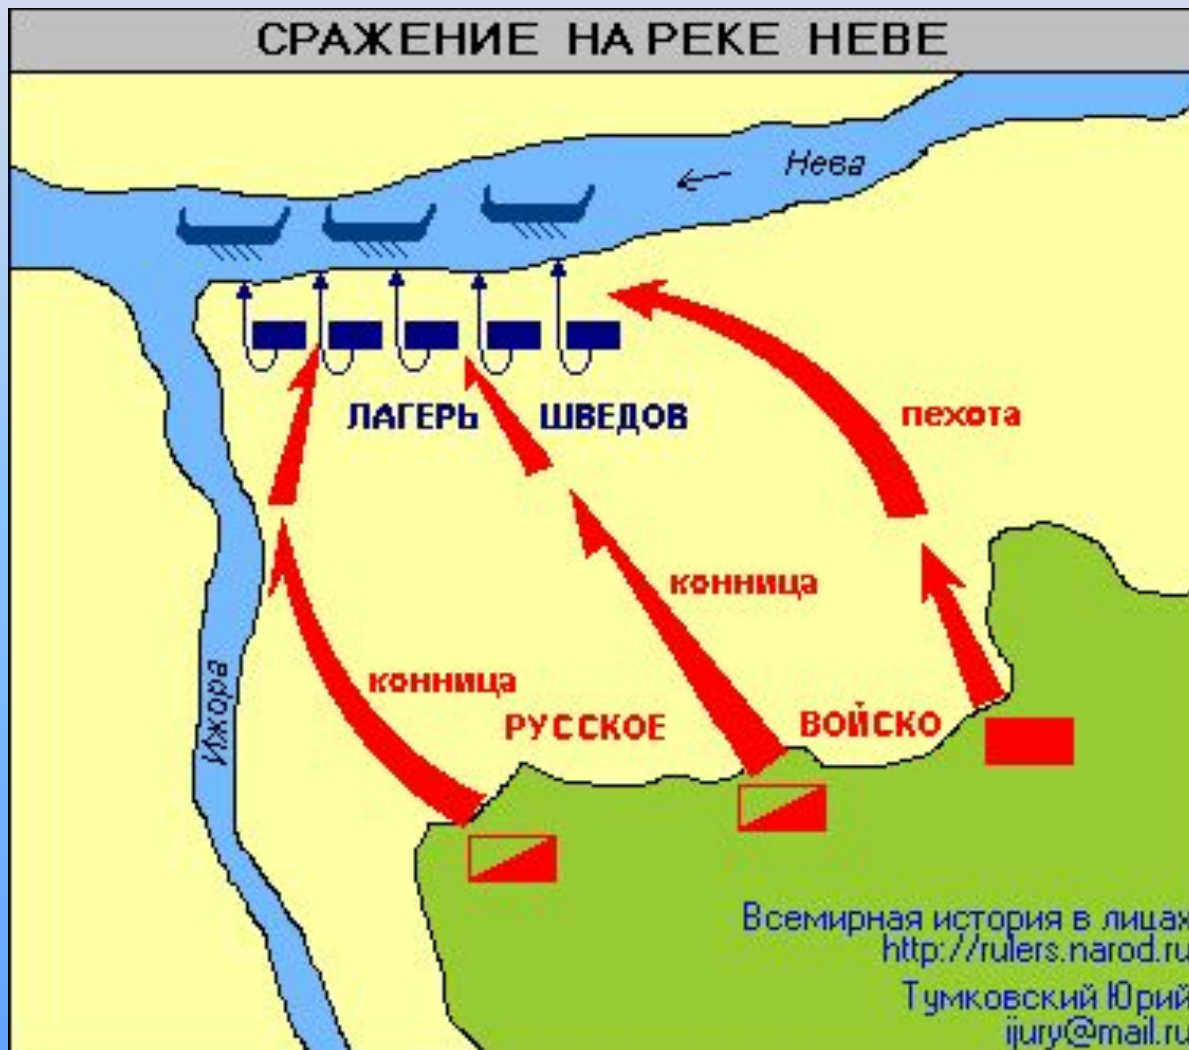 СРАЖЕНИЕ НА РЕКЕ НЕВЕ
Нева
ЛАГЕРЬ ШВЕДОВ
пехота
конница
конница
Ижора
РУССКОЕ ВОЙСКО
Всемирная история в лицах
http://rulers.narod.ru
Тумковский Юрий
ijury@mail.ru